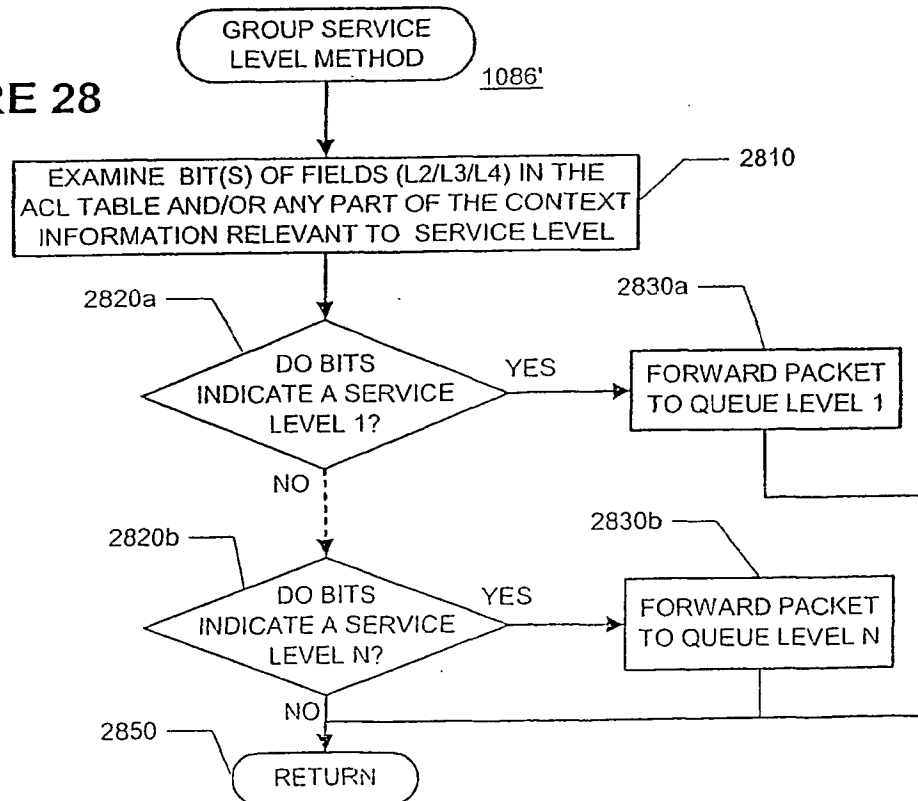 GROUP SERVICE
LEVEL METHOD
1086'
RE 28
EXAMINE BIT(S) OF FIELDS (L2/L3/L4) IN THE
ACL TABLE AND/OR ANY PART OF THE CONTEXT
INFORMATION RELEVANT TO SERVICE LEVEL
2810
2820a
DO BITS
INDICATE A SERVICE
LEVEL 1?
YES
2830a
FORWARD PACKET
TO QUEUE LEVEL 1
NO
2820b
DO BITS
INDICATE A SERVICE
LEVEL N?
YES
2830b
FORWARD PACKET
TO QUEUE LEVEL N
NO
2850
RETURN